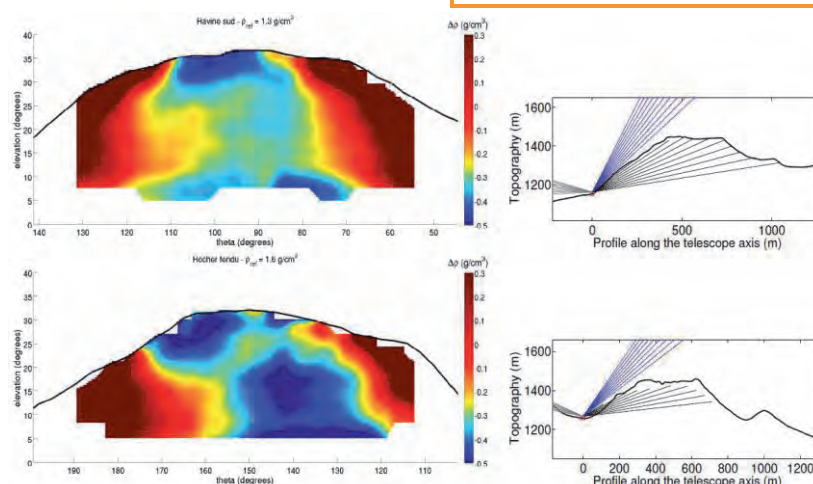 Ravine sud - ρ_ref = 1.3 g/cm³
Δρ (g/cm³)
elevation (degrees)
40
35
30
25
20
15
10
5
0
140 130 120 110 100 90 80 70 60 50
theta (degrees)
0.3
0.2
0.1
0
-0.1
-0.2
-0.3
-0.4
-0.5
Topography (m)
1600
1400
1200
0 500 1000
Profile along the telescope axis (m)
Rocher fendu - ρ_ref = 1.6 g/cm³
Δρ (g/cm³)
elevation (degrees)
40
35
30
25
20
15
10
5
0
190 180 170 160 150 140 130 120 110
theta (degrees)
0.3
0.2
0.1
0
-0.1
-0.2
-0.3
-0.4
-0.5
Topography (m)
1600
1400
1200
0 200 400 600 800 1000 1200
Profile along the telescope axis (m)